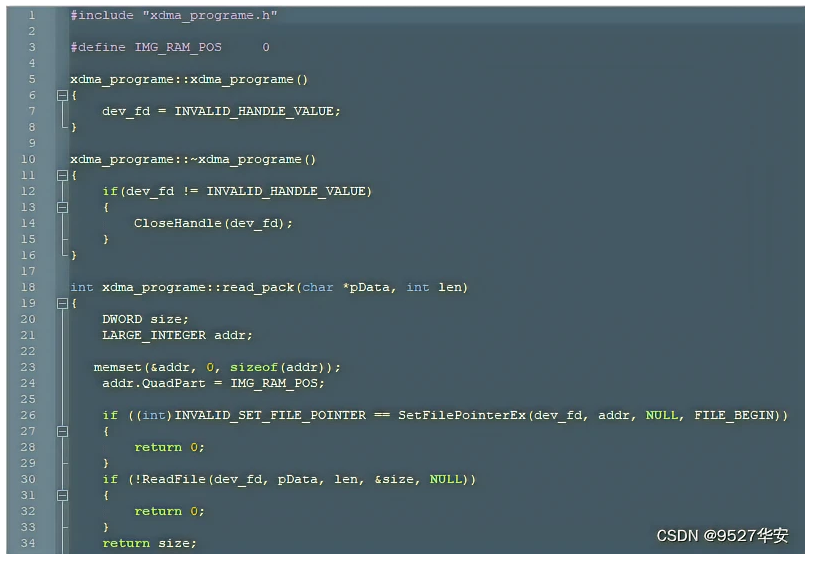 1 #include "xdma_programe.h"
2
3 #define IMG_RAM_POS     0
4
5 xdma_programe::xdma_programe()
6 {
7     dev_fd = INVALID_HANDLE_VALUE;
8 }
9
10 xdma_programe::~xdma_programe()
11 {
12     if(dev_fd != INVALID_HANDLE_VALUE)
13     {
14         CloseHandle(dev_fd);
15     }
16 }
17
18 int xdma_programe::read_pack(char *pData, int len)
19 {
20     DWORD size;
21     LARGE_INTEGER addr;
22
23    memset(&addr, 0, sizeof(addr));
24     addr.QuadPart = IMG_RAM_POS;
25
26     if ((int)INVALID_SET_FILE_POINTER == SetFilePointerEx(dev_fd, addr, NULL, FILE_BEGIN))
27     {
28         return 0;
29     }
30     if (!ReadFile(dev_fd, pData, len, &size, NULL))
31     {
32         return 0;
33     }
34     return size;
CSDN @9527华安